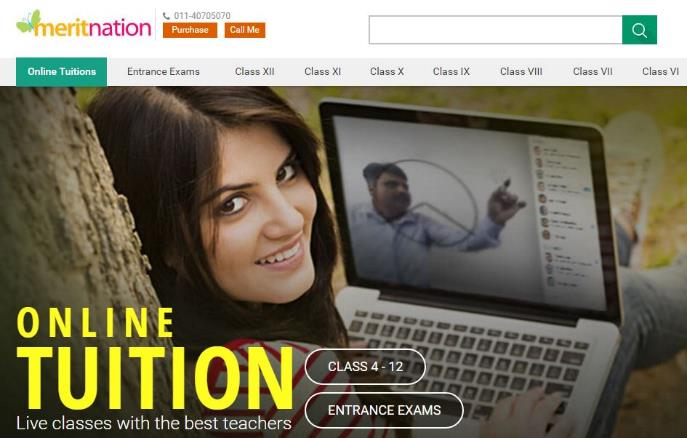 meritnation
011-40705070
Purchase Call Me
Online Tuitions Entrance Exams Class XII Class XI Class X Class IX Class VIII Class VII Class VI
ONLINE
TUITION
Live classes with the best teachers
CLASS 4 - 12
ENTRANCE EXAMS